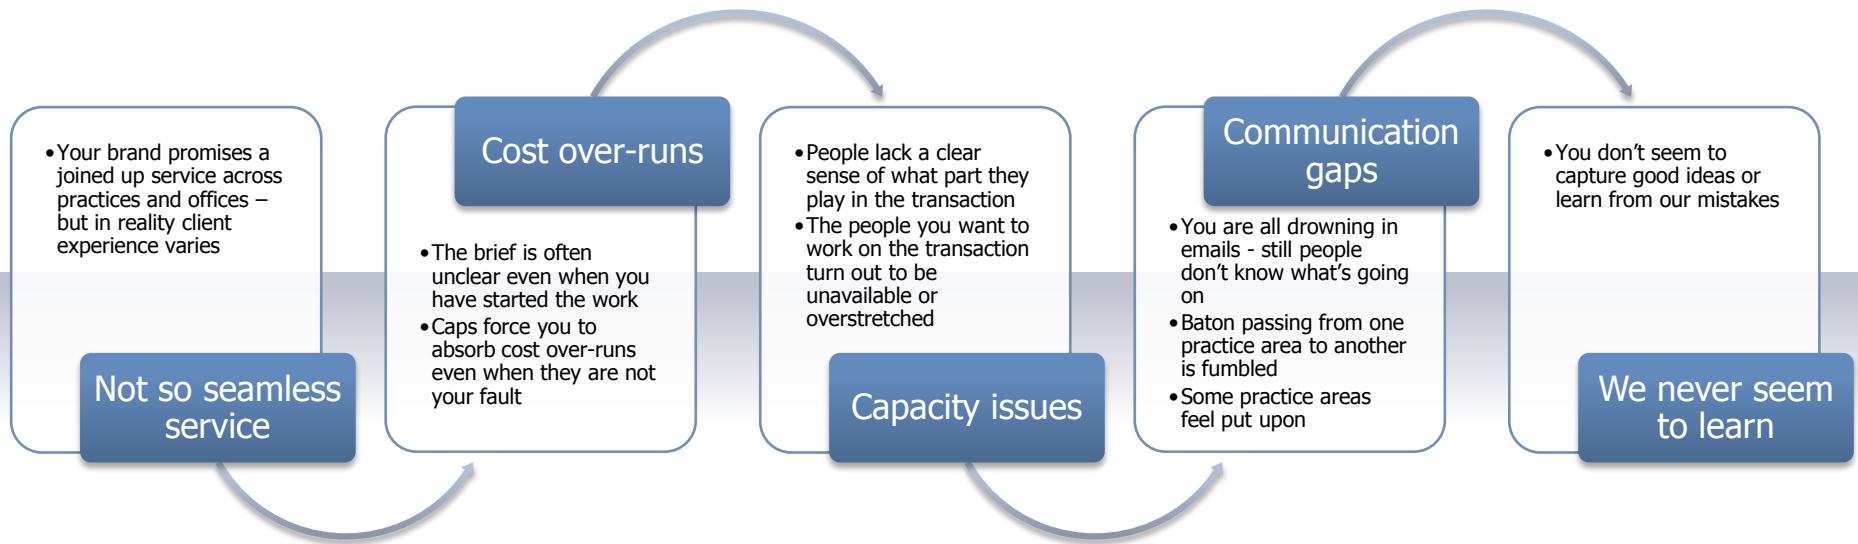 •Your brand promises a
joined up service across
practices and offices –
but in reality client
experience varies
Not so seamless
service
Cost over-runs
•The brief is often
unclear even when you
have started the work
•Caps force you to
absorb cost over-runs
even when they are not
your fault
•People lack a clear
sense of what part they
play in the transaction
•The people you want to
work on the transaction
turn out to be
unavailable or
overstretched
Capacity issues
Communication
gaps
•You are all drowning in
emails - still people
don’t know what’s going
on
•Baton passing from one
practice area to another
is fumbled
•Some practice areas
feel put upon
•You don’t seem to
capture good ideas or
learn from our mistakes
We never seem
to learn